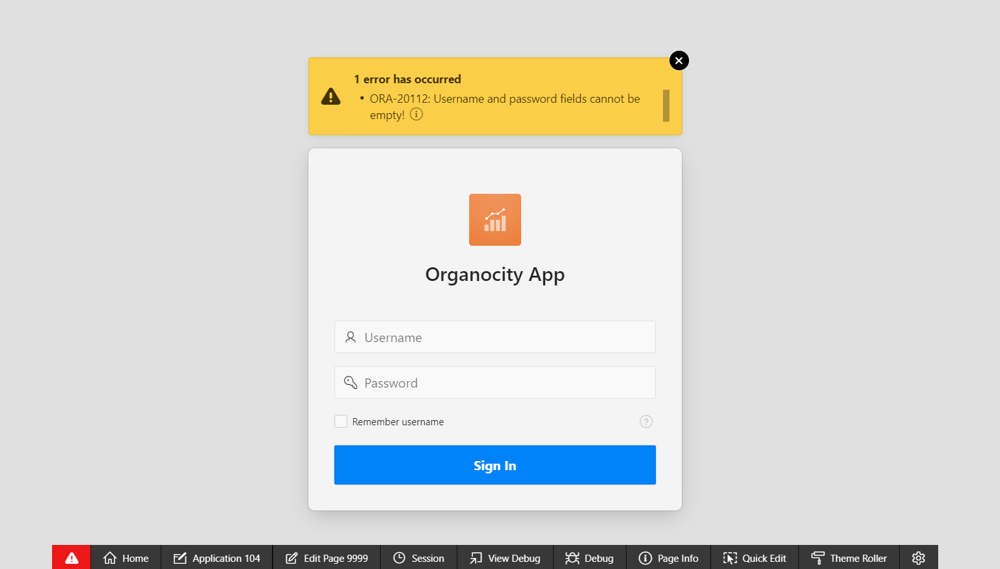 1 error has occurred
• ORA-20112: Username and password fields cannot be
empty!
Organocity App
Username
Password
Remember username
Sign In
Home
Application 104
Edit Page 9999
Session
View Debug
Debug
Page Info
Quick Edit
Theme Roller